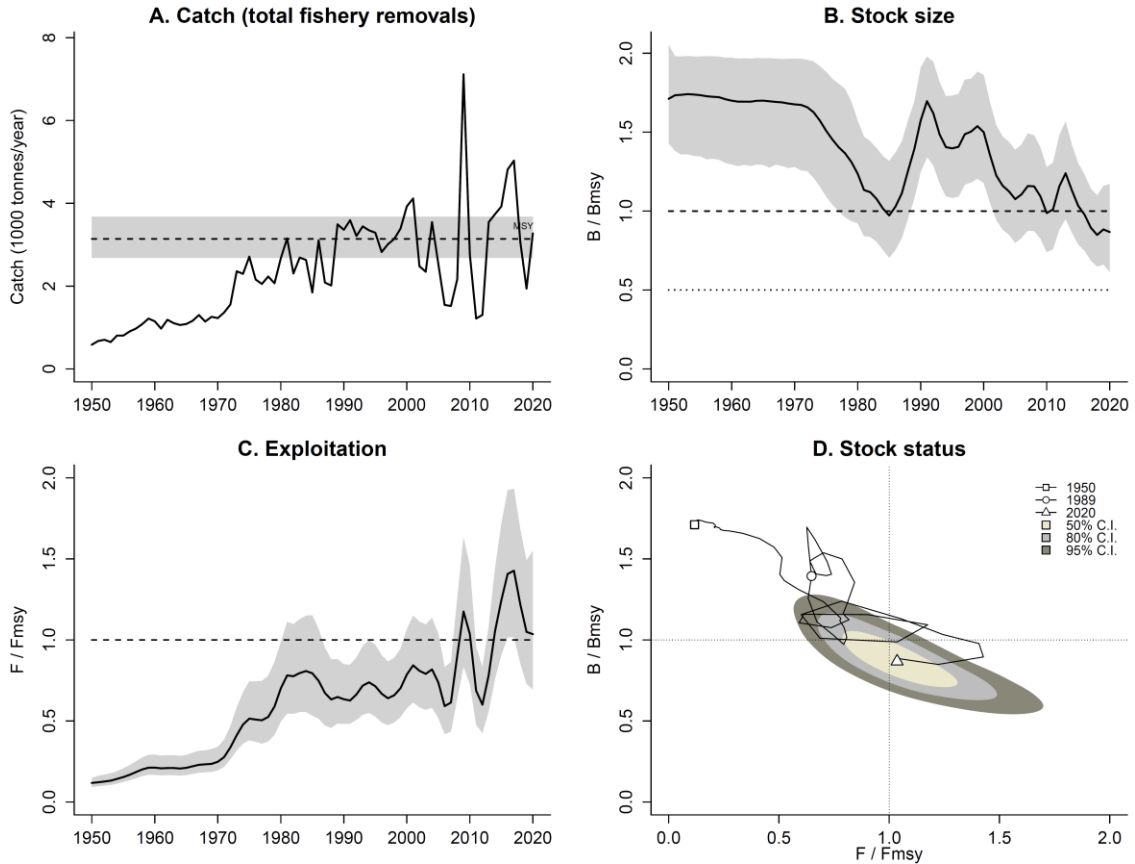 A. Catch (total fishery removals)
Catch (1000 tonnes/year)
8
6
4
2
0
MSY
1950 1960 1970 1980 1990 2000 2010 2020
B. Stock size
B / Bmsy
2.0
1.5
1.0
0.5
0.0
1950 1960 1970 1980 1990 2000 2010 2020
C. Exploitation
F / Fmsy
2.0
1.5
1.0
0.5
0.0
1950 1960 1970 1980 1990 2000 2010 2020
D. Stock status
B / Bmsy
2.0
1.5
1.0
0.5
0.0
1950
1989
2020
50% C.I.
80% C.I.
95% C.I.
0.0 0.5 1.0 1.5 2.0
F / Fmsy